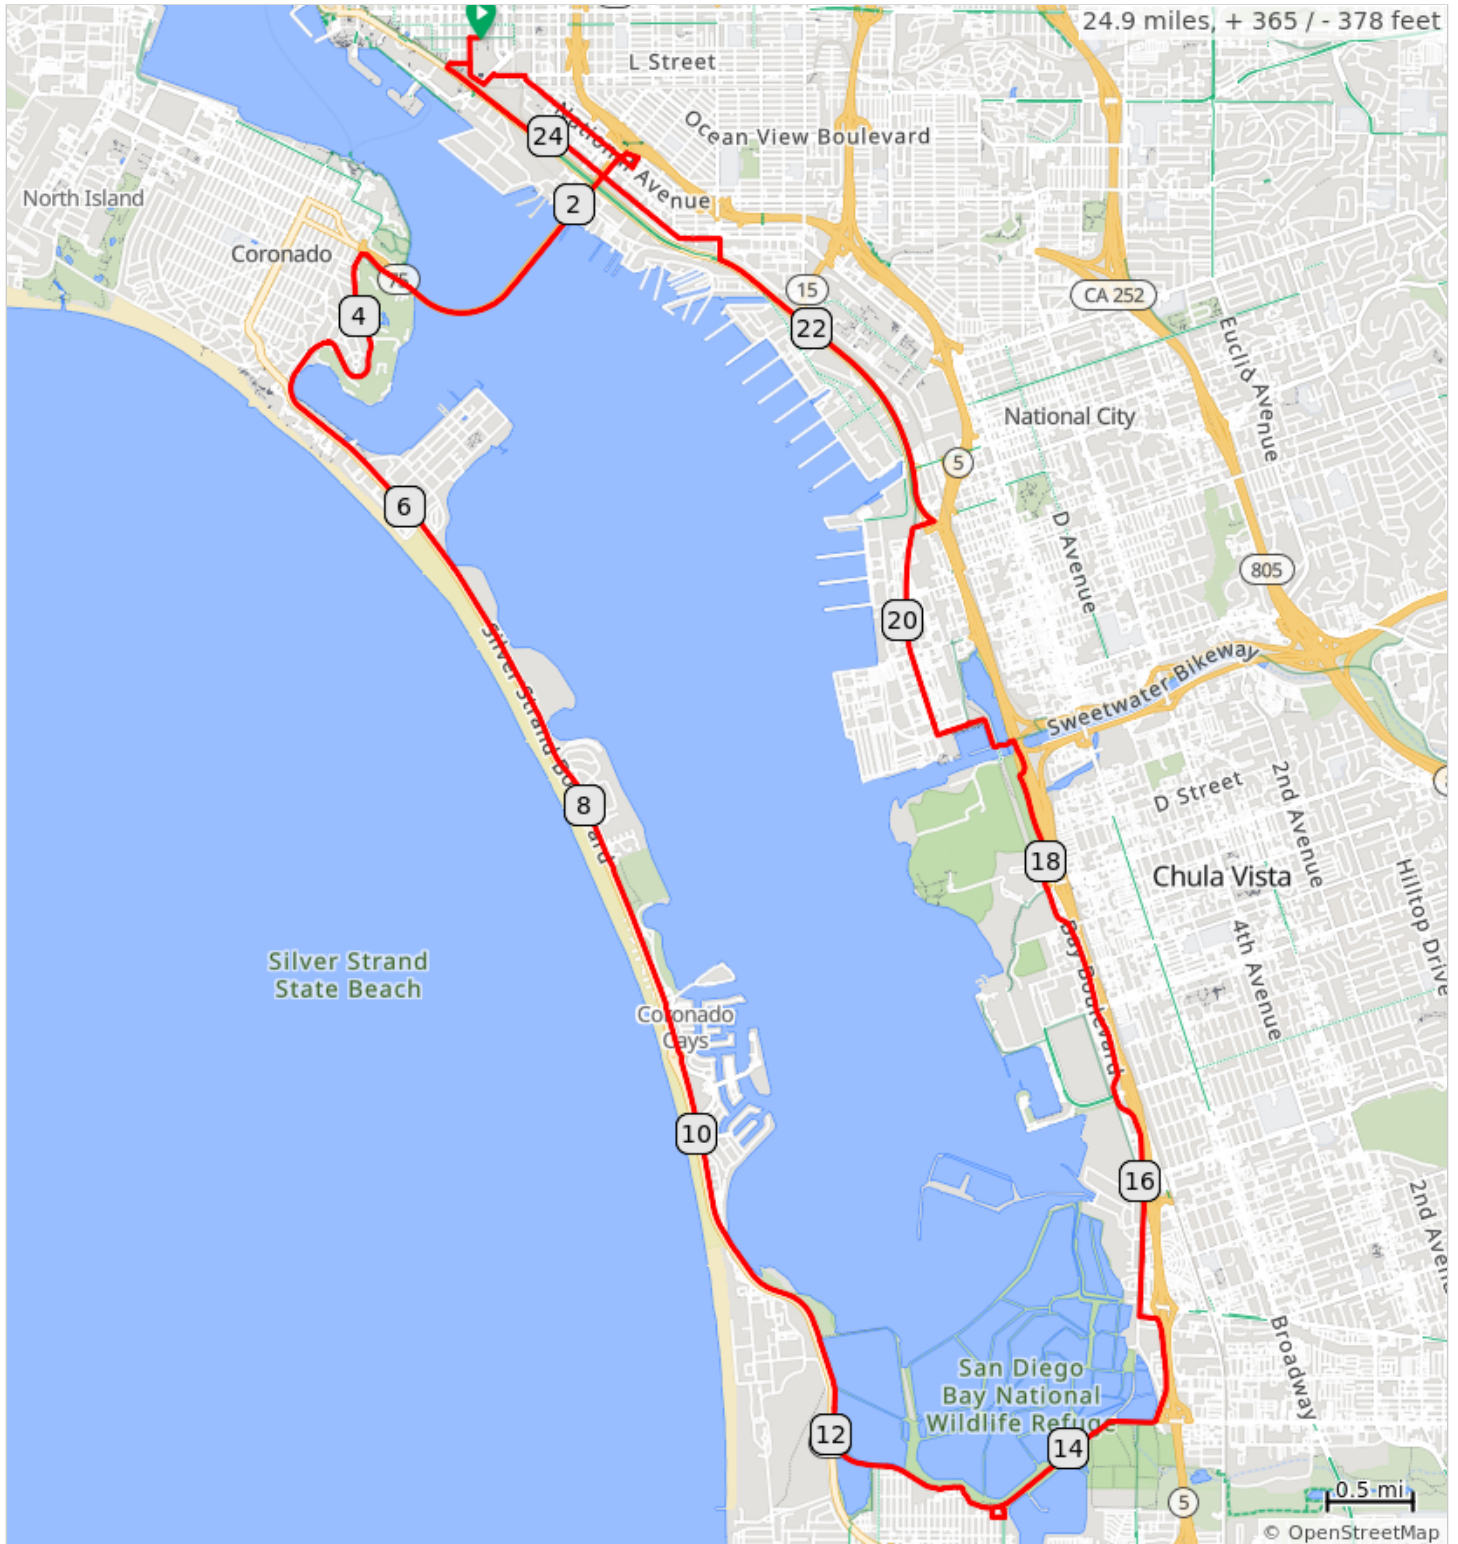 24.9 miles, + 365 / - 378 feet
L Street
National Avenue
Ocean View Boulevard
24
North Island
2
Coronado
75
4
15
CA 252
22
Euclid Avenue
National City
5
6
D Avenue
805
20
Silver Strand Boulevard
Sweetwater Bikeway
8
D Street
2nd Avenue
18
Chula Vista
Hilltop Drive
Bay Boulevard
4th Avenue
Silver Strand
State Beach
Coronado
Cays
10
16
2nd Avenue
Broadway
San Diego
Bay National
Wildlife Refuge
12
14
5
0.5 mi
© OpenStreetMap